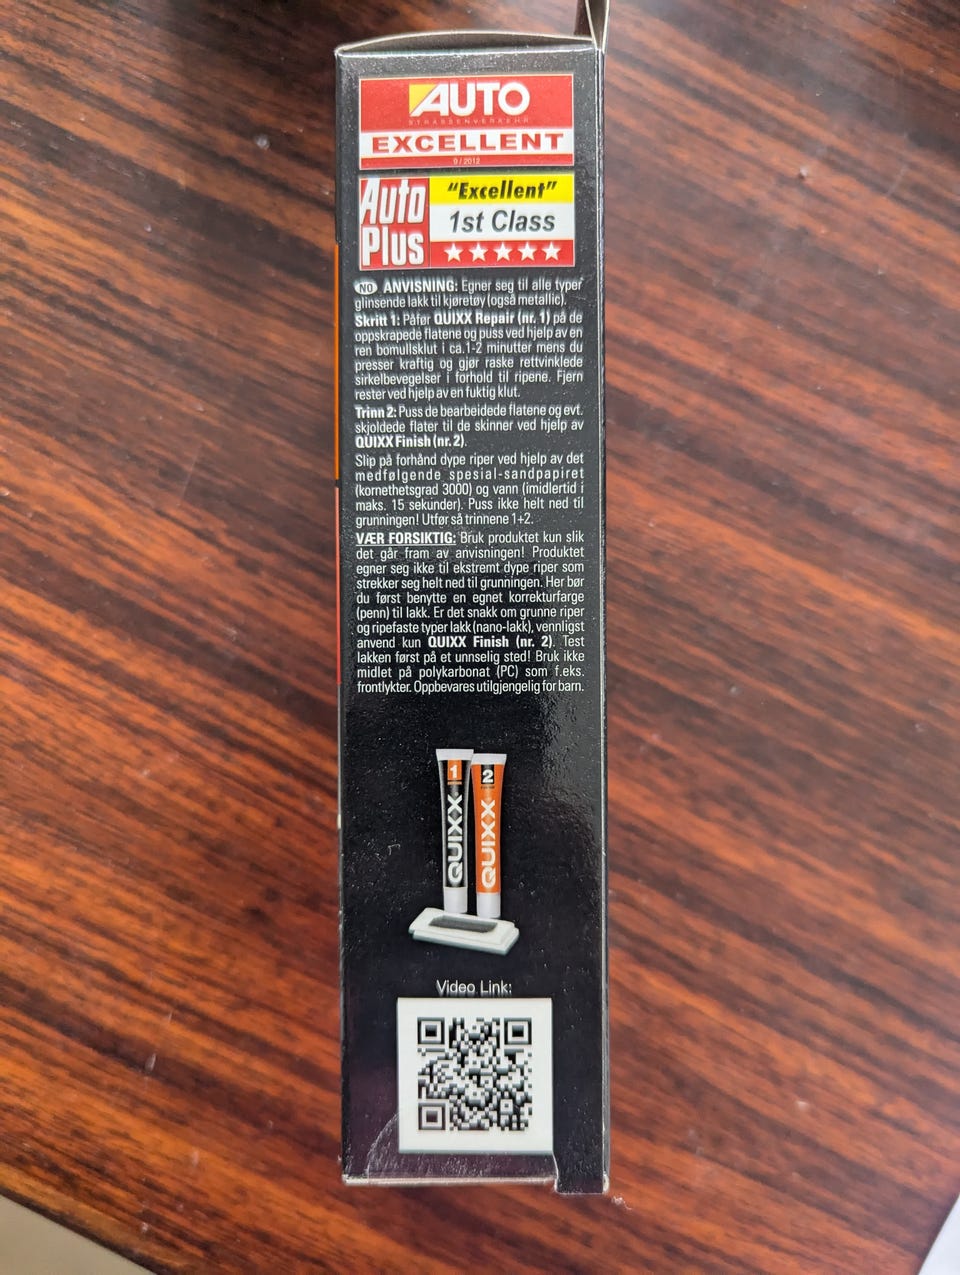 AUTO
STRASSENVERKEHR
EXCELLENT
9/2012
Auto
Plus
"Excellent"
1st Class
NO ANVISNING: Egner seg til alle typer
glinsende lakk til kjøretøy (også metallic).
Skritt 1: Påfør QUIXX Repair (nr. 1) på de
oppskrapede flatene og puss ved hjelp av en
ren bomullsklut i ca.1-2 minutter mens du
presser kraftig og gjør raske rettvinklede
sirkelbevegelser i forhold til ripene. Fjern
rester ved hjelp av en fuktig klut.
Trinn 2: Puss de bearbeidede flatene og evt.
skjoldede flater til de skinner ved hjelp av
QUIXX Finish (nr. 2).
Slip på forhånd dype riper ved hjelp av det
medfølgende spesial-sandpapiret
(kornethetsgrad 3000) og vann (imidlertid i
maks. 15 sekunder). Puss ikke helt ned til
grunningen! Utfør så trinnene 1+2.
VÆR FORSIKTIG: Bruk produktet kun slik
det går fram av anvisningen! Produktet
egner seg ikke til ekstremt dype riper som
strekker seg helt ned til grunningen. Her bør
du først benytte en egnet korrekturfarge
(penn) til lakk. Er det snakk om grunne riper
og ripefaste typer lakk (nano-lakk), vennligst
anvend kun QUIXX Finish (nr. 2). Test
lakken først på et unnselig sted! Bruk ikke
midlet på polykarbonat (PC) som f.eks.
frontlykter. Oppbevares utilgjengelig for barn.
1
QUIXX
2
QUIXX
Video Link: